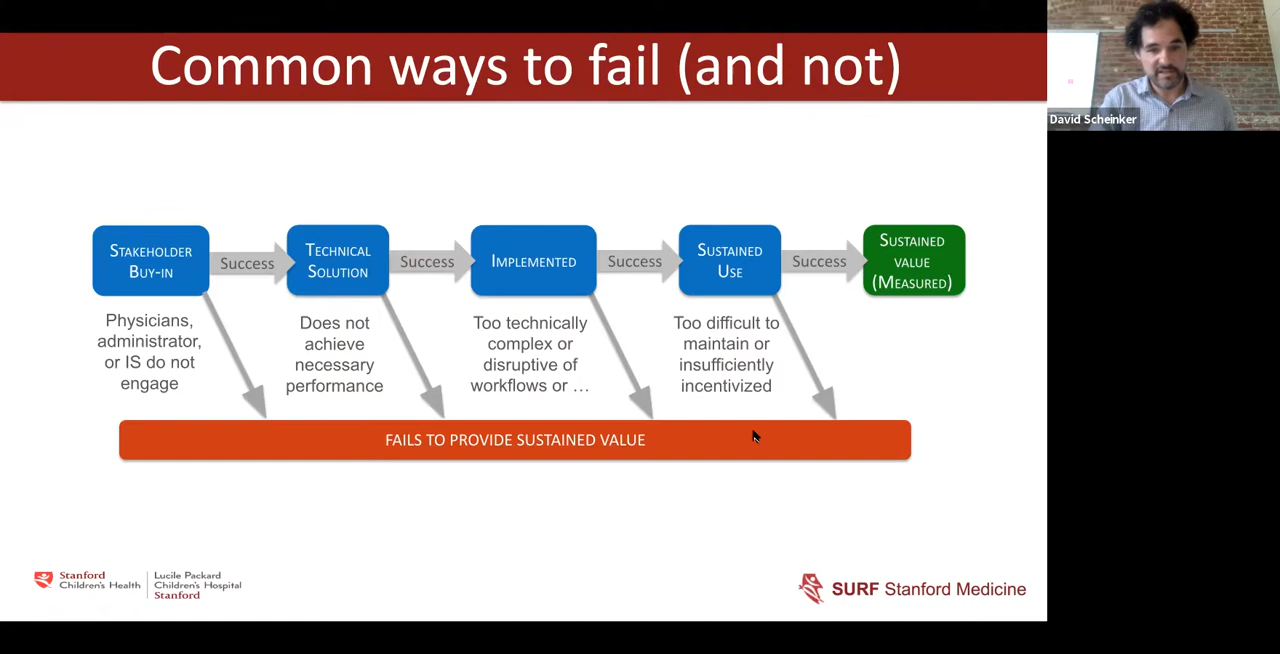 Common ways to fail (and not)
David Scheinker
STAKEHOLDER
BUY-IN
Success
TECHNICAL
SOLUTION
Success
IMPLEMENTED
Success
SUSTAINED
USE
Success
SUSTAINED
VALUE
(MEASURED)
Physicians,
administrator,
or IS do not
engage
Does not
achieve
necessary
performance
Too technically
complex or
disruptive of
workflows or …
Too difficult to
maintain or
insufficiently
incentivized
FAILS TO PROVIDE SUSTAINED VALUE
Stanford
Children's Health
Lucile Packard
Children's Hospital
Stanford
SURF Stanford Medicine